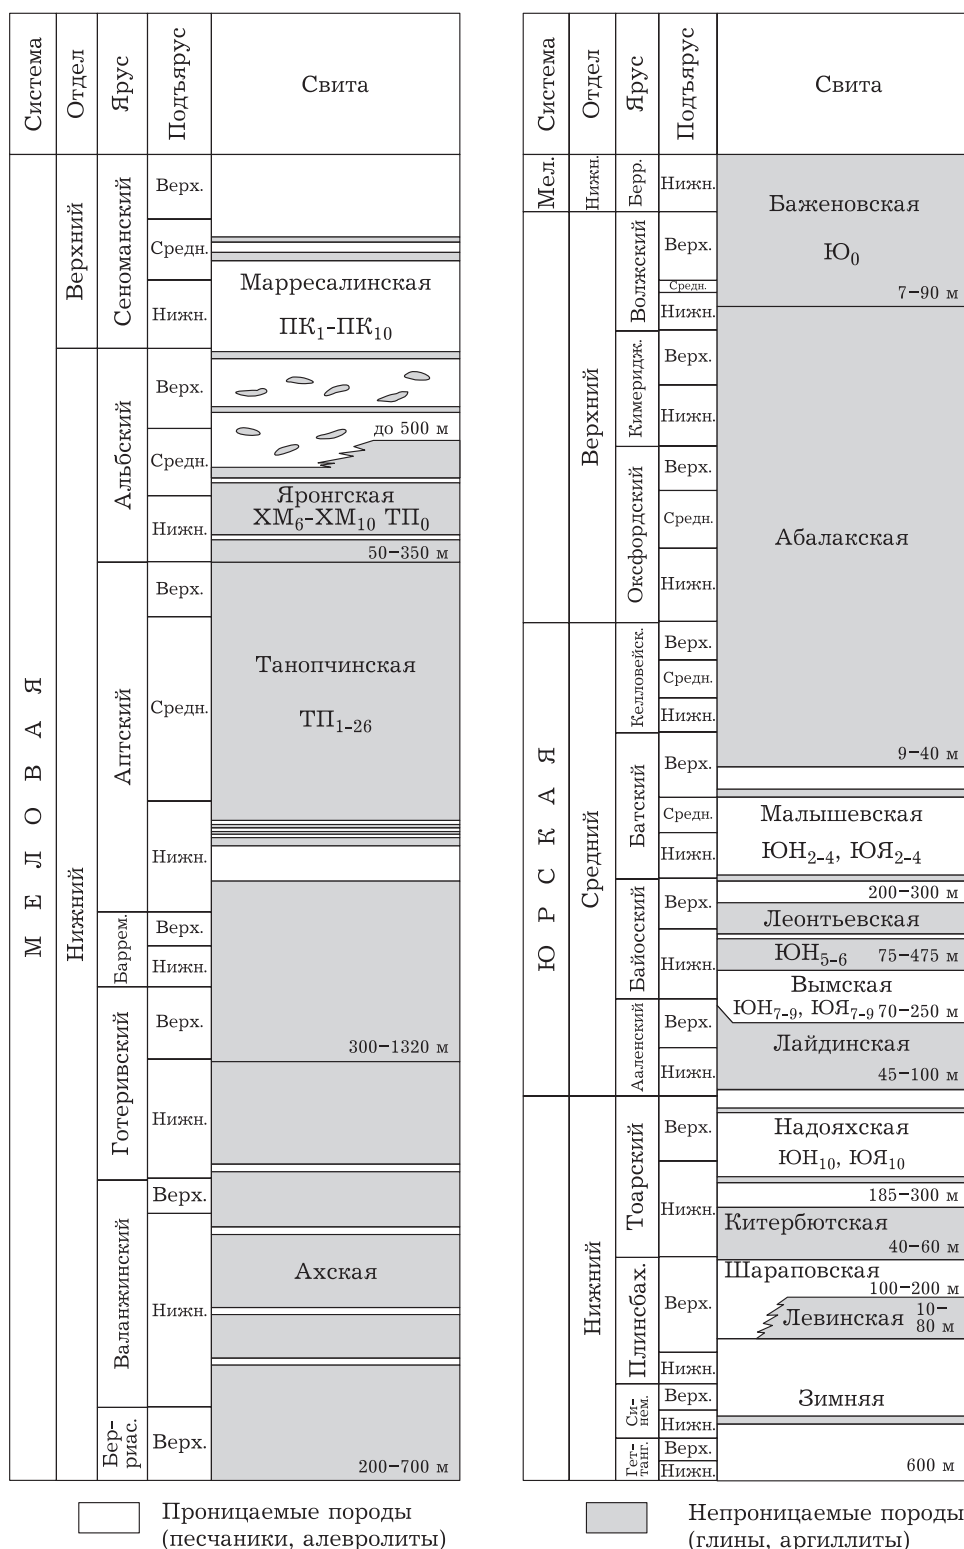 Система
Отдел
Ярус
Подъярус
Свита
МЕЛОВАЯ
Верхний
Нижний
Сеноманский
Альбский
Аптский
Баррем.
Готеривский
Валанжинский
Бер-
риас.
Верх.
Средн.
Нижн.
Верх.
Средн.
Нижн.
Верх.
Средн.
Нижн.
Верх.
Нижн.
Верх.
Нижн.
Верх.
Нижн.
Верх.
Марресалинская
ПК1-ПК10
до 500 м
Яронгская
ХМ6-ХМ10 ТП0
50–350 м
Танопчинская
ТП1-26
300–1320 м
Ахская
200–700 м
Система
Отдел
Ярус
Подъярус
Свита
Мел.
ЮРСКАЯ
Нижн.
Верхний
Средний
Нижний
Берр.
Волжский
Кимеридж.
Оксфордский
Келловейск.
Батский
Байосский
Ааленский
Тоарский
Плинсбах.
Си-
нем.
Гет-
танг.
Нижн.
Верх.
Средн.
Нижн.
Верх.
Нижн.
Верх.
Средн.
Нижн.
Верх.
Средн.
Нижн.
Верх.
Средн.
Нижн.
Верх.
Нижн.
Верх.
Нижн.
Верх.
Нижн.
Верх.
Нижн.
Верх.
Нижн.
Верх.
Нижн.
Баженовская
Ю0
7–90 м
Абалакская
9–40 м
Малышевская
ЮН2-4, ЮЯ2-4
200–300 м
Леонтьевская
ЮН5-6 75–475 м
Вымская
ЮН7-9, ЮЯ7-9 70–250 м
Лайдинская
45–100 м
Надояхская
ЮН10, ЮЯ10
185–300 м
Китербютская
40–60 м
Шараповская
100–200 м
Левинская 10–
80 м
Зимняя
600 м
Проницаемые породы
(песчаники, алевролиты)
Непроницаемые породы
(глины, аргиллиты)